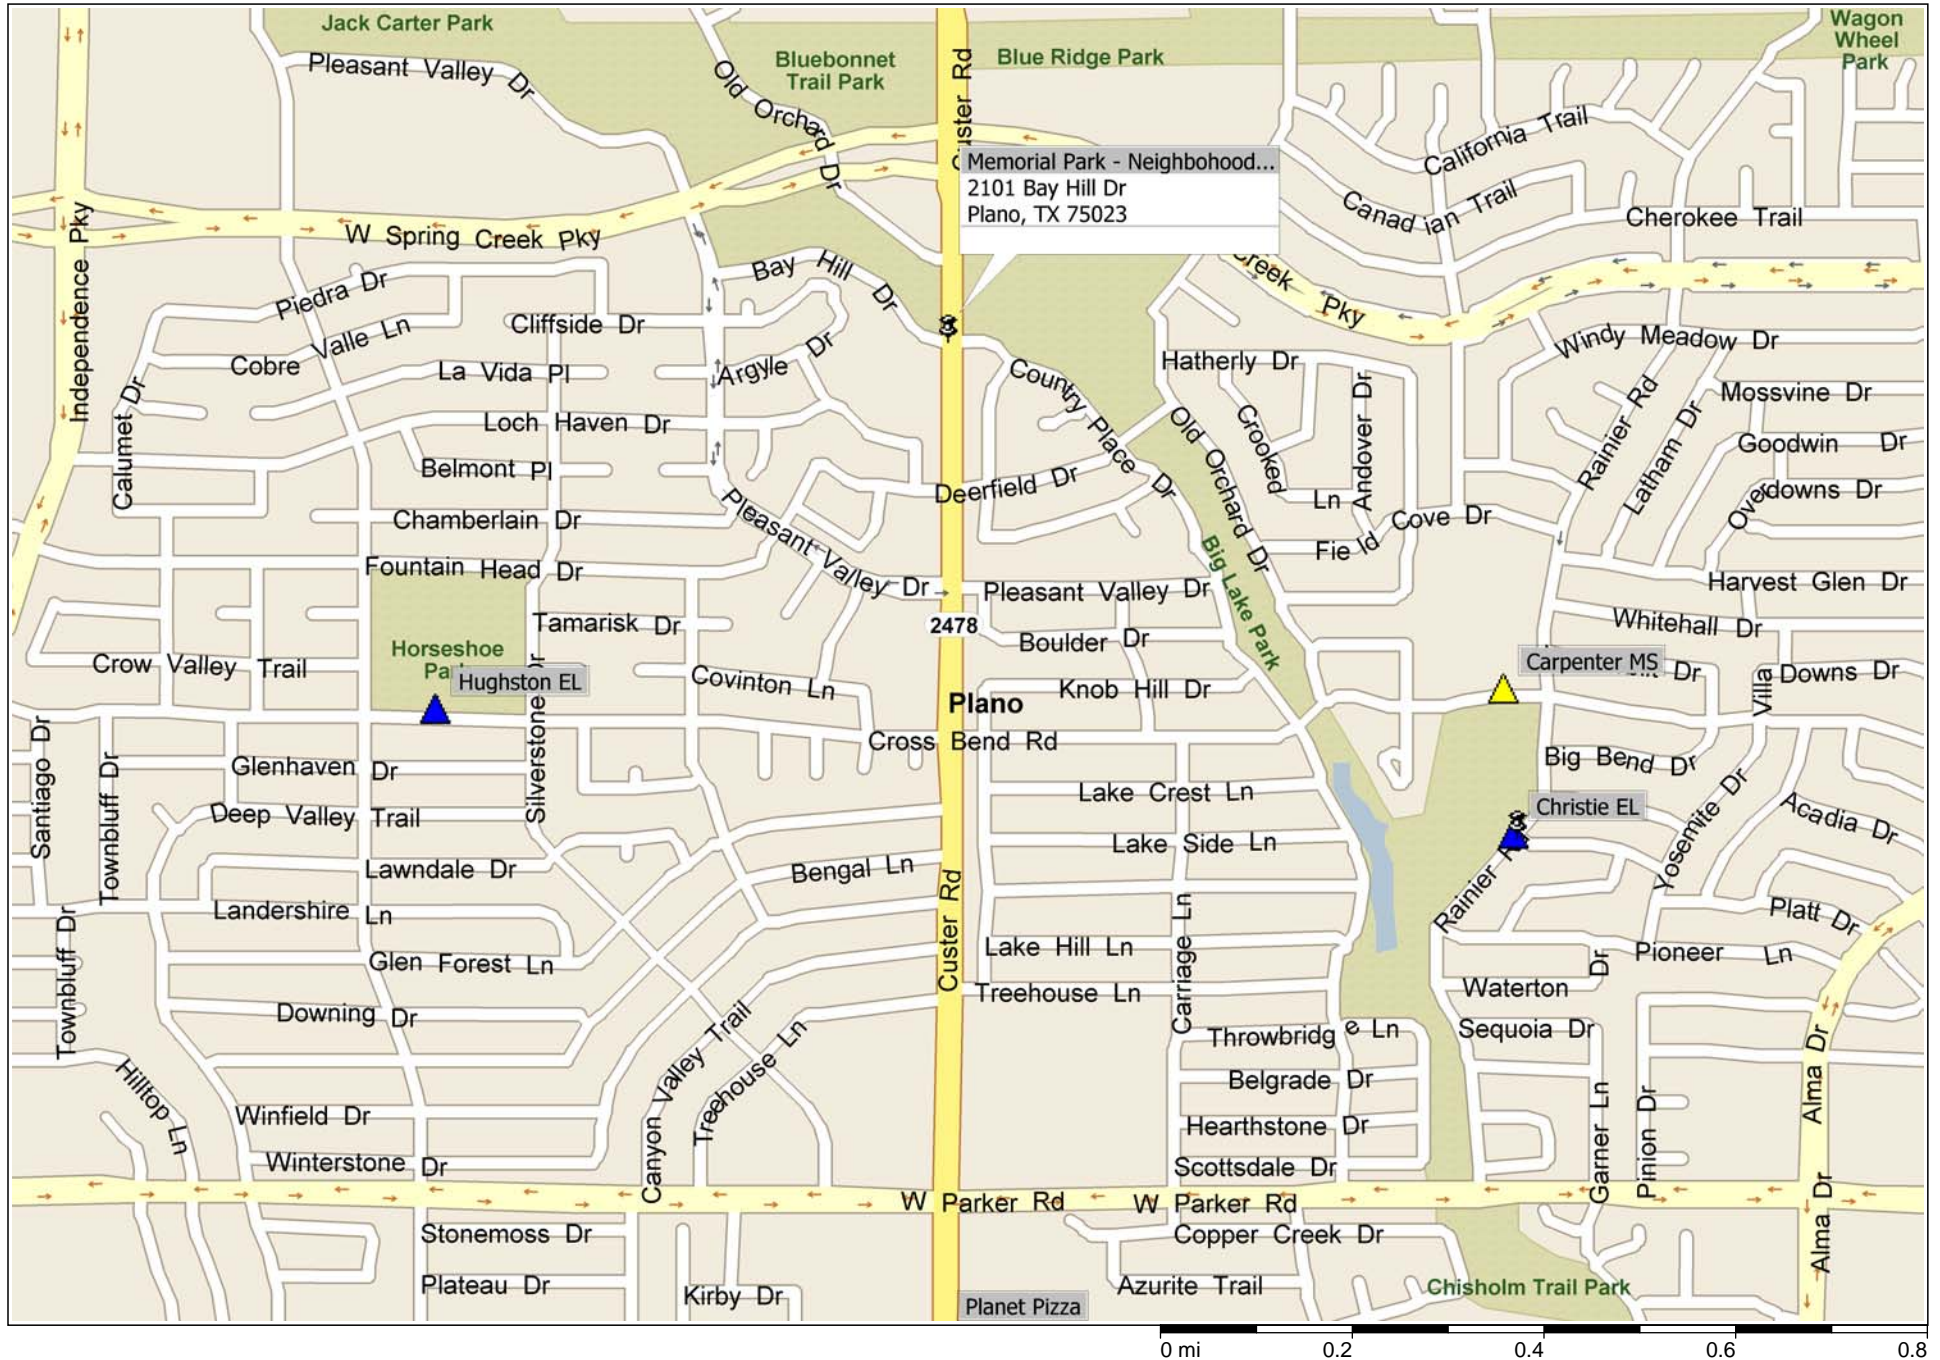 Jack Carter Park
Wagon
Wheel
Park
Bluebonnet
Trail Park
Blue Ridge Park
Pleasant Valley Dr
Old Orchard Dr
Custer Rd
California Trail
Memorial Park - Neighbohood...
2101 Bay Hill Dr
Plano, TX 75023
Canadian Trail
Cherokee Trail
Independence Pky
W Spring Creek Pky
Creek Pky
Bay Hill Dr
Piedra Dr
Cliffside Dr
Cobre Valle Ln
La Vida Pl
Argyle Dr
Windy Meadow Dr
Hatherly Dr
Country Place Dr
Mossvine Dr
Calumet Dr
Loch Haven Dr
Old Orchard Dr
Crooked Ln
Andover Dr
Rainier Rd
Latham Dr
Goodwin Dr
Belmont Pl
Deerfield Dr
Overdowns Dr
Chamberlain Dr
Pleasant Valley Dr
Field Cove Dr
Fountain Head Dr
Pleasant Valley Dr
Big Lake Park
Harvest Glen Dr
Tamarisk Dr
2478
Boulder Dr
Whitehall Dr
Horseshoe
Park
Hughston EL
Crow Valley Trail
Covinton Ln
Knob Hill Dr
Carpenter MS
Dr
Downs Dr
Villa
Plano
Silverstone Dr
Cross Bend Rd
Santiago Dr
Townbluff Dr
Glenhaven Dr
Big Bend Dr
Lake Crest Ln
Yosemite Dr
Acadia Dr
Christie EL
Deep Valley Trail
Lake Side Ln
Lawndale Dr
Bengal Ln
Rainier R
Platt Dr
Landershire Ln
Custer Rd
Carriage Ln
Townbluff Dr
Glen Forest Ln
Lake Hill Ln
Pioneer Ln
Dr
Waterton
Treehouse Ln
Downing Dr
Throwbridge Ln
Sequoia Dr
Alma Dr
Canyon Valley Trail
Treehouse Ln
Hilltop Ln
Belgrade Dr
Winfield Dr
Hearthstone Dr
Garner Ln
Pinion Dr
Winterstone Dr
Scottsdale Dr
W Parker Rd
W Parker Rd
Alma Dr
Stonemoss Dr
Copper Creek Dr
Plateau Dr
Kirby Dr
Azurite Trail
Chisholm Trail Park
Planet Pizza
0 mi 0.2 0.4 0.6 0.8